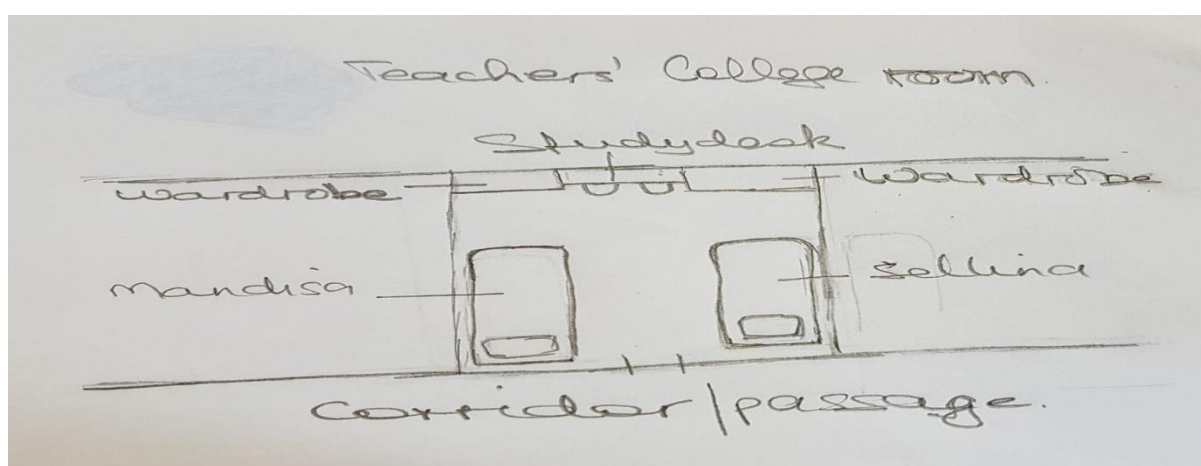 Teachers' College room.
Studydesk
wardrobe wardrobe
mandisa sellina
Corridor/passage.